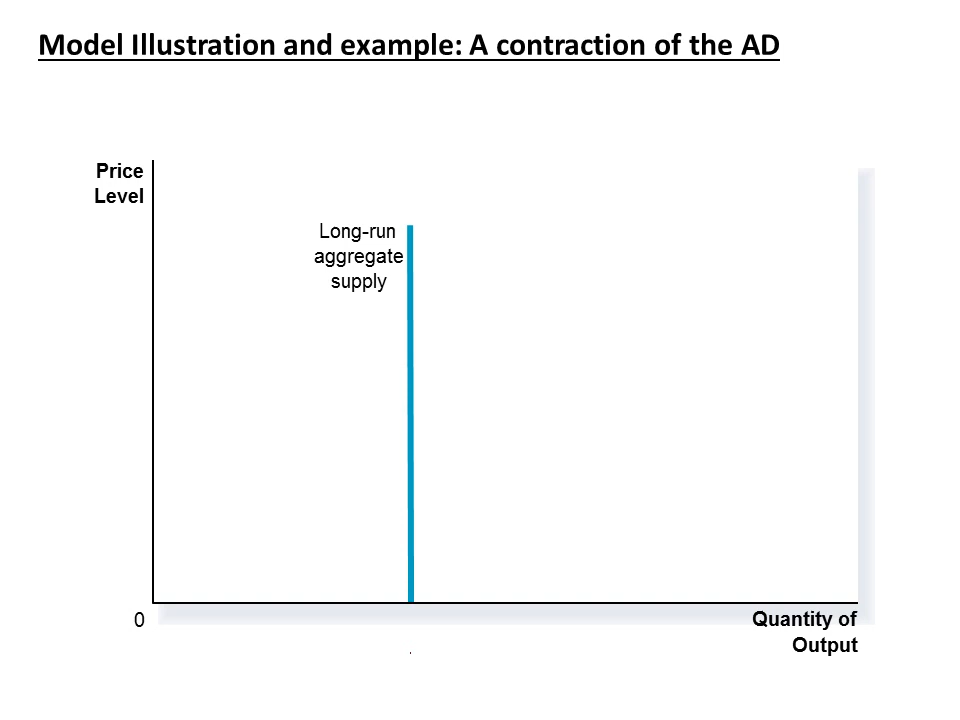 Model Illustration and example: A contraction of the AD
Price
Level
Long-run
aggregate
supply
0
Quantity of
Output